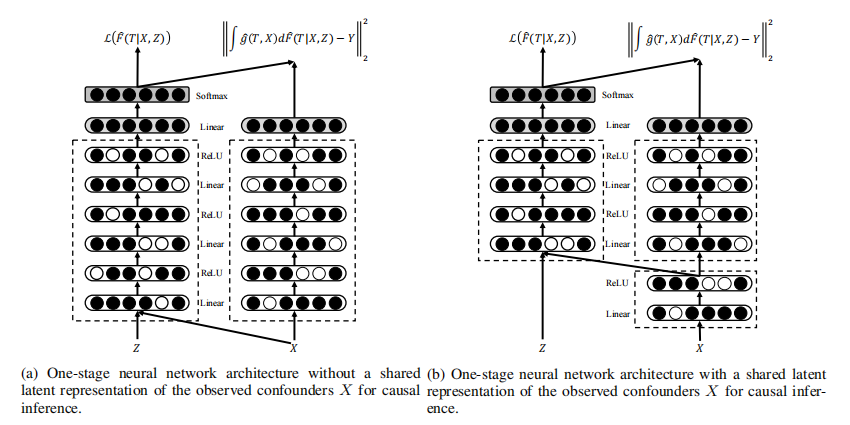 ℒ(F̂(T|X,Z))
‖∫ ĝ(T,X)dF̂(T|X,Z) − Y‖²₂
Softmax
Linear
ReLU
Linear
ReLU
Linear
ReLU
Linear
Z
X
(a) One-stage neural network architecture without a shared
latent representation of the observed confounders X for causal
inference.
ℒ(F̂(T|X,Z))
‖∫ ĝ(T,X)dF̂(T|X,Z) − Y‖²₂
Softmax
Linear
ReLU
Linear
ReLU
Linear
ReLU
Linear
Z
X
(b) One-stage neural network architecture with a shared latent
representation of the observed confounders X for causal infer-
ence.